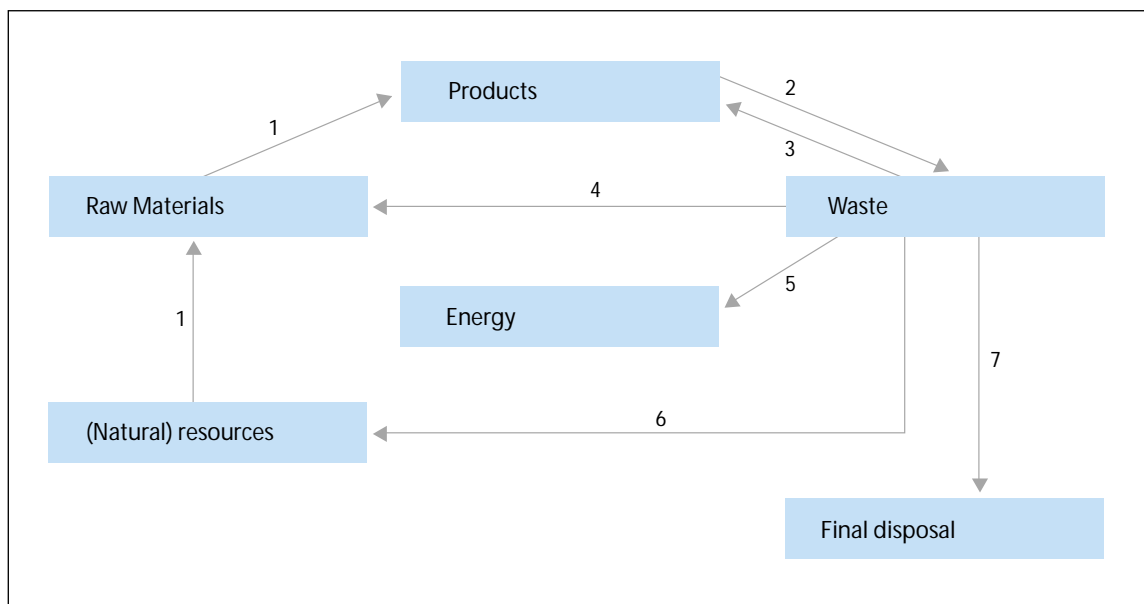 Products
2
1
3
Raw Materials
4
Waste
5
Energy
1
7
(Natural) resources
6
Final disposal